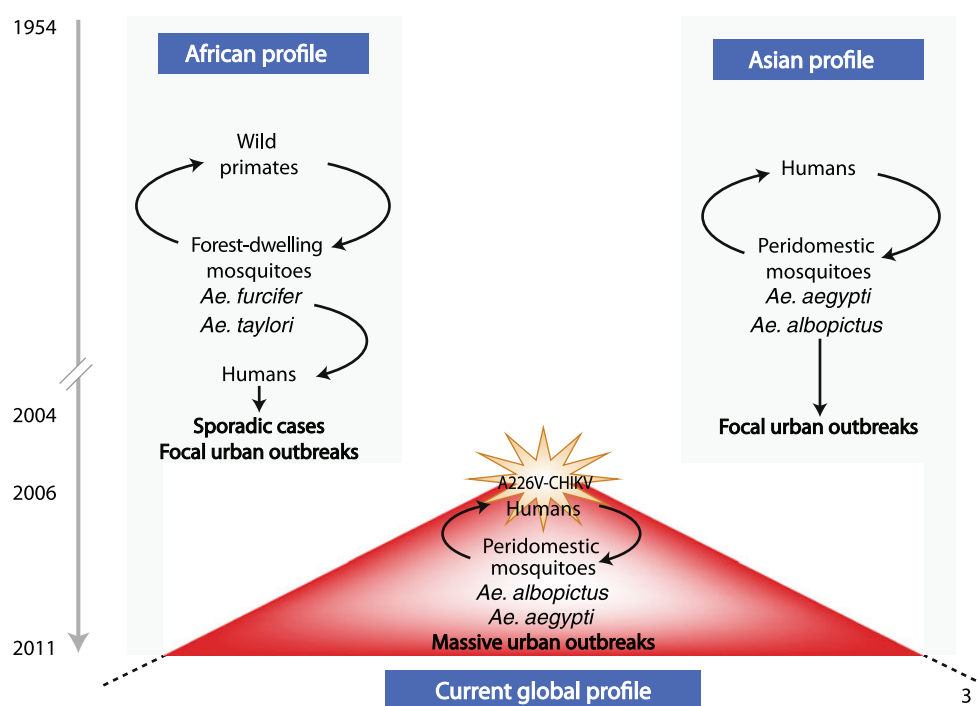 1954
African profile
Wild
primates
Forest-dwelling
mosquitoes
Ae. furcifer
Ae. taylori
Humans
Sporadic cases
Focal urban outbreaks
Asian profile
Humans
Peridomestic
mosquitoes
Ae. aegypti
Ae. albopictus
Focal urban outbreaks
2004
2006
A226V-CHIKV
Humans
Peridomestic
mosquitoes
Ae. albopictus
Ae. aegypti
Massive urban outbreaks
2011
Current global profile
3